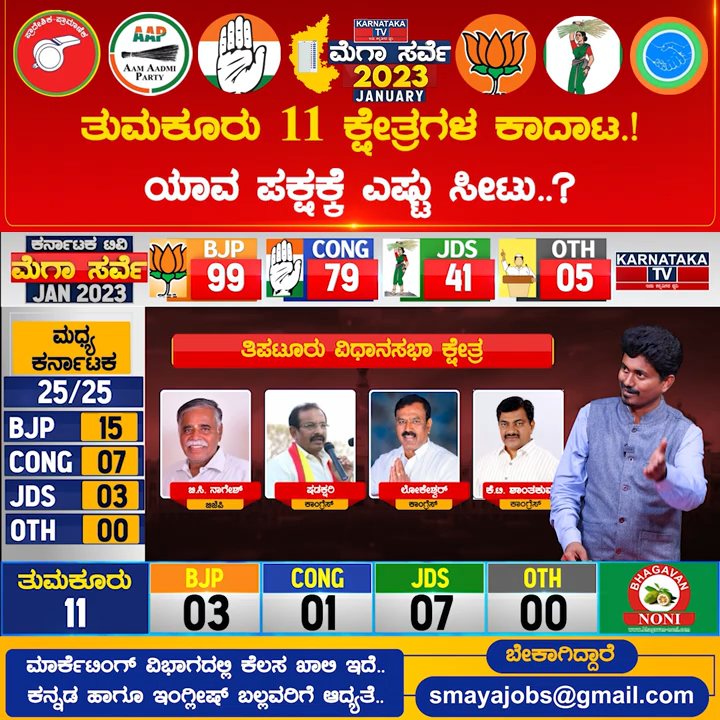 ಪ್ರಾದೇಶಿಕ-ಪ್ರಾಮಾಣಿಕ
AAP
AAM AADMI
PARTY
KARNATAKA
TV
ಮೆಗಾ ಸರ್ವೆ
2023
JANUARY
ತುಮಕೂರು 11 ಕ್ಷೇತ್ರಗಳ ಕಾದಾಟ.!
ಯಾವ ಪಕ್ಷಕ್ಕೆ ಎಷ್ಟು ಸೀಟು..?
ಕರ್ನಾಟಕ ಟಿವಿ
ಮೆಗಾ ಸರ್ವೆ
JAN 2023
BJP
99
CONG
79
JDS
41
OTH
05
KARNATAKA
TV
ಮಧ್ಯ
ಕರ್ನಾಟಕ
25/25
BJP 15
CONG 07
JDS 03
OTH 00
ತಿಪಟೂರು ವಿಧಾನಸಭಾ ಕ್ಷೇತ್ರ
ಬಿ.ಸಿ. ನಾಗೇಶ್
ಬಿಜೆಪಿ
ಷಡಕ್ಷರಿ
ಕಾಂಗ್ರೆಸ್
ಲೋಕೇಶ್ವರ್
ಕಾಂಗ್ರೆಸ್
ಕೆ.ಟಿ. ಶಾಂತಕು
ಕಾಂಗ್ರೆಸ್
ತುಮಕೂರು
11
BJP
03
CONG
01
JDS
07
OTH
00
BHAGAVAN
NONI
ಮಾರ್ಕೆಟಿಂಗ್ ವಿಭಾಗದಲ್ಲಿ ಕೆಲಸ ಖಾಲಿ ಇದೆ..
ಕನ್ನಡ ಹಾಗೂ ಇಂಗ್ಲೀಷ್ ಬಲ್ಲವರಿಗೆ ಆದ್ಯತೆ..
ಬೇಕಾಗಿದ್ದಾರೆ
smayajobs@gmail.com